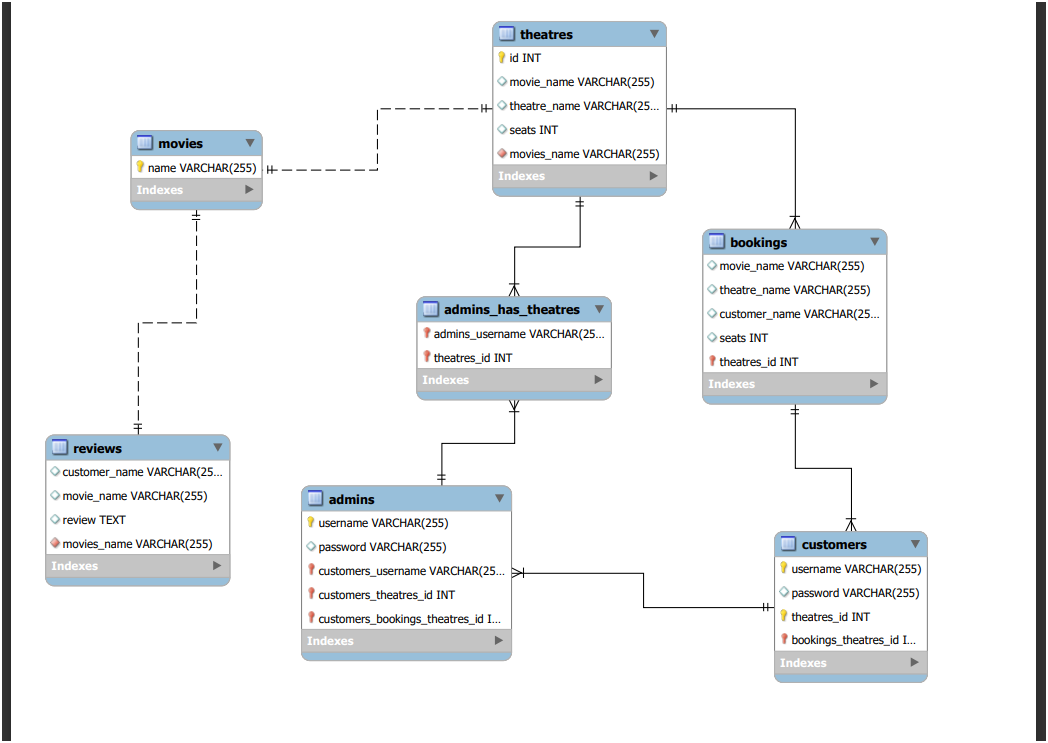 theatres
id INT
movie_name VARCHAR(255)
theatre_name VARCHAR(25...
seats INT
movies_name VARCHAR(255)
Indexes
movies
name VARCHAR(255)
Indexes
bookings
movie_name VARCHAR(255)
theatre_name VARCHAR(255)
customer_name VARCHAR(25...
seats INT
theatres_id INT
Indexes
admins_has_theatres
admins_username VARCHAR(25...
theatres_id INT
Indexes
reviews
customer_name VARCHAR(25...
movie_name VARCHAR(255)
review TEXT
movies_name VARCHAR(255)
Indexes
admins
username VARCHAR(255)
password VARCHAR(255)
customers_username VARCHAR(25...
customers_theatres_id INT
customers_bookings_theatres_id I...
Indexes
customers
username VARCHAR(255)
password VARCHAR(255)
theatres_id INT
bookings_theatres_id I...
Indexes